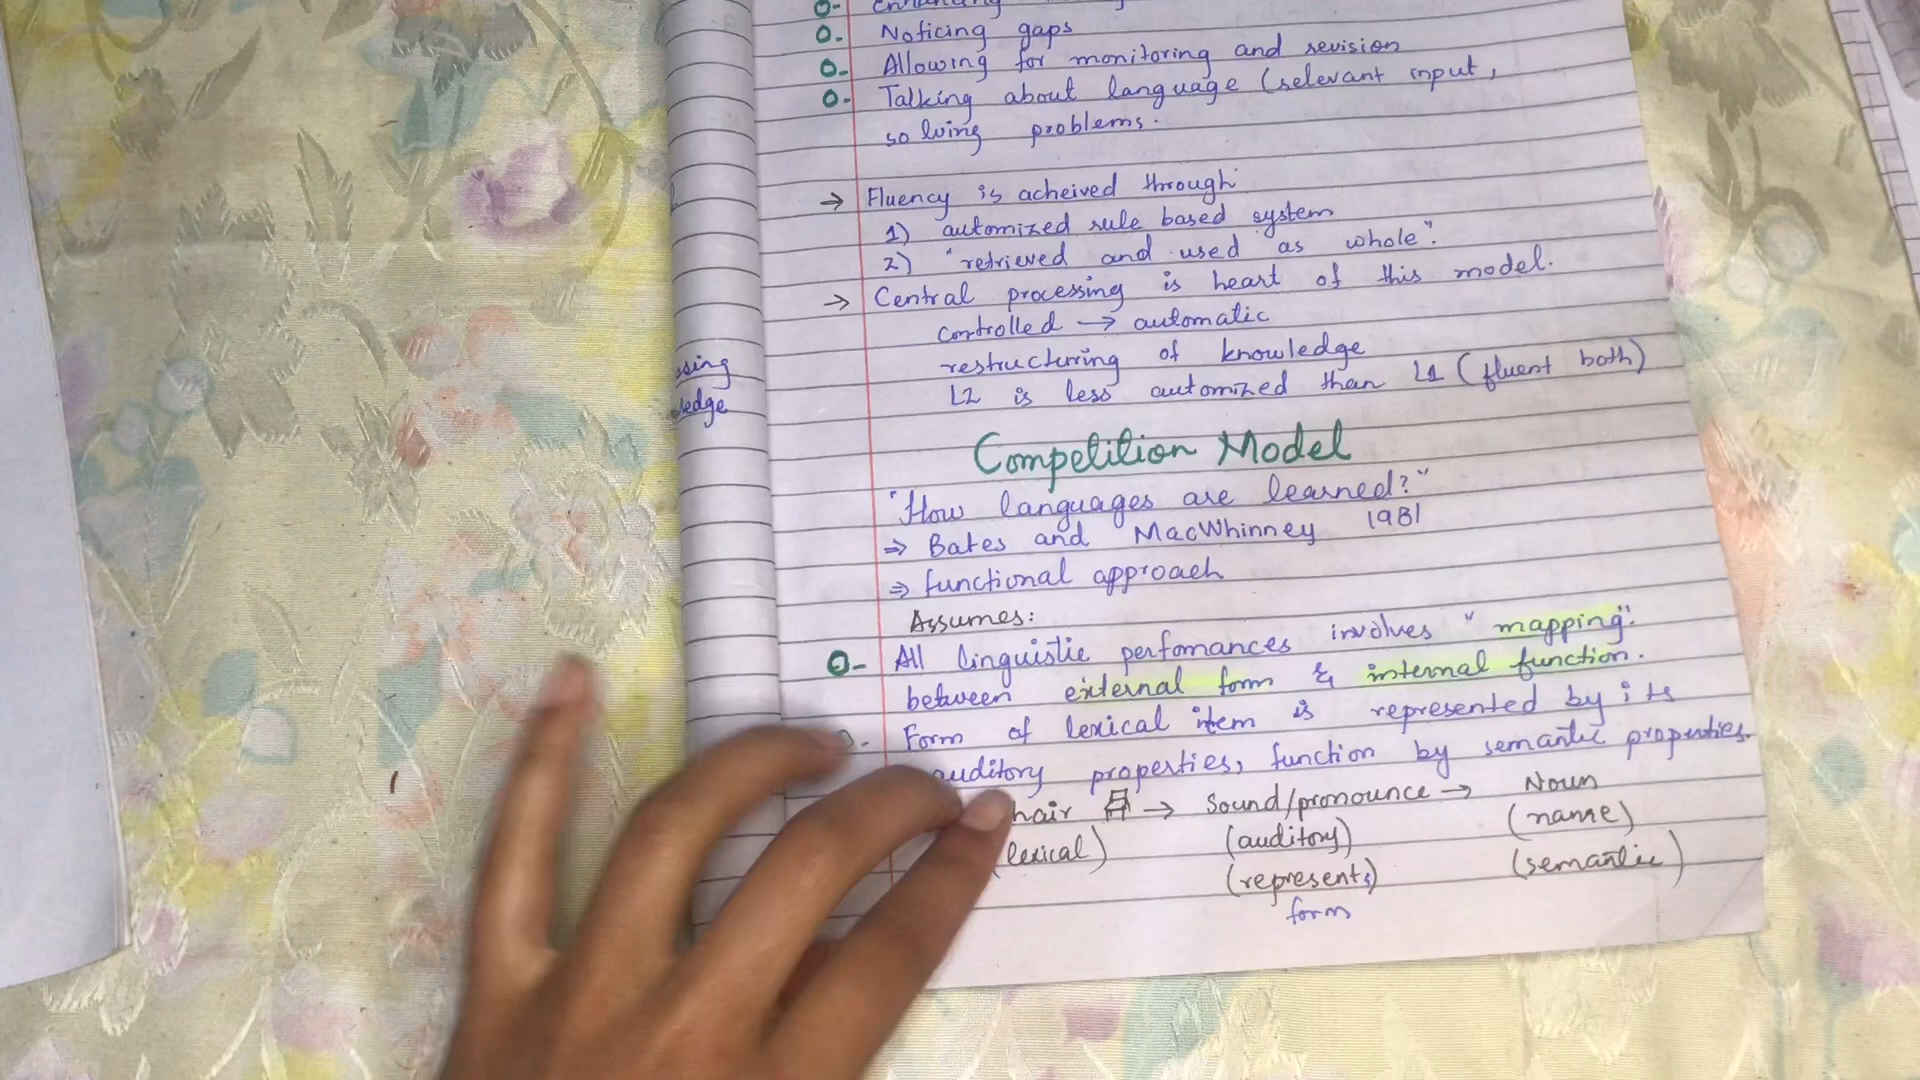 O- Noticing gaps
O- Allowing for monitoring and revision
O- Talking about language (relevant input,
solving problems.
→ Fluency is acheived through
1) automized rule based system
2) "retrieved and used as whole".
→ Central processing is heart of this model.
controlled → automatic
restructuring of knowledge
L2 is less automized than L1 (fluent both)
ledge
Competition Model
"How languages are learned?"
⇒ Bates and MacWhinney 1981
⇒ functional approach
Assumes:
O- All linguistic perfomances involves "mapping".
between external form & internal function.
O- Form of lexical item is represented by its
auditory properties, function by semantic properties.
hair → Sound/pronounce → Noun
(lexical) (auditory) (name)
(represents) (semantic)
form